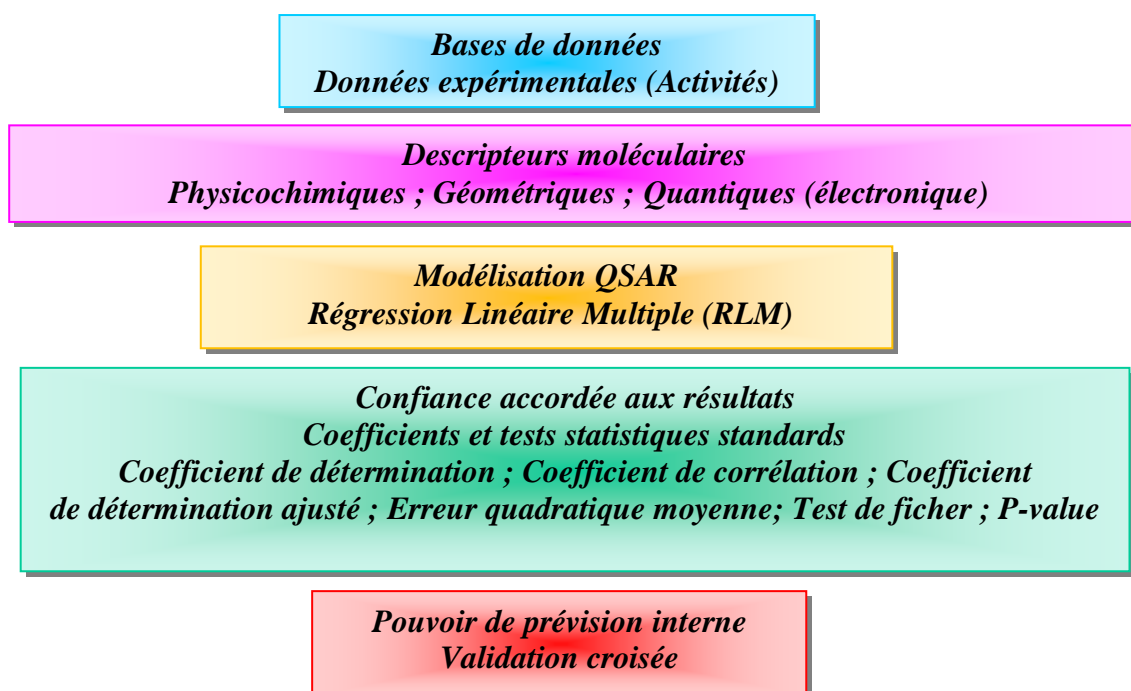 Bases de données
Données expérimentales (Activités)
Descripteurs moléculaires
Physicochimiques ; Géométriques ; Quantiques (électronique)
Modélisation QSAR
Régression Linéaire Multiple (RLM)
Confiance accordée aux résultats
Coefficients et tests statistiques standards
Coefficient de détermination ; Coefficient de corrélation ; Coefficient
de détermination ajusté ; Erreur quadratique moyenne; Test de ficher ; P-value
Pouvoir de prévision interne
Validation croisée